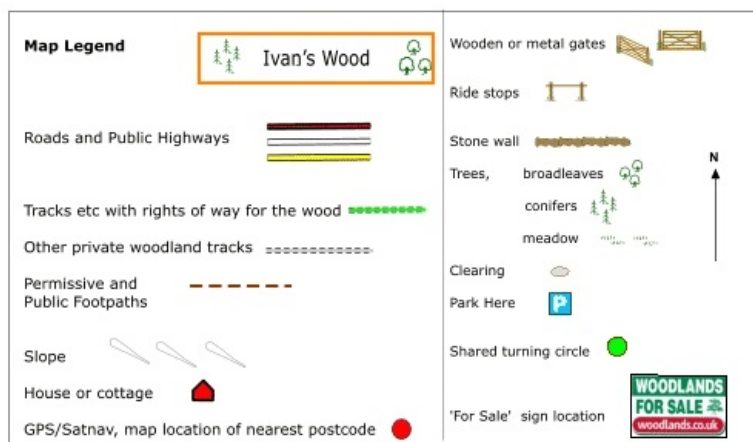 Map Legend
Ivan's Wood
Roads and Public Highways
Tracks etc with rights of way for the wood
Other private woodland tracks
Permissive and
Public Footpaths
Slope
House or cottage
GPS/Satnav, map location of nearest postcode
Wooden or metal gates
Ride stops
Stone wall
Trees, broadleaves
conifers
meadow
N
Clearing
Park Here
P
Shared turning circle
'For Sale' sign location
WOODLANDS
FOR SALE
woodlands.co.uk